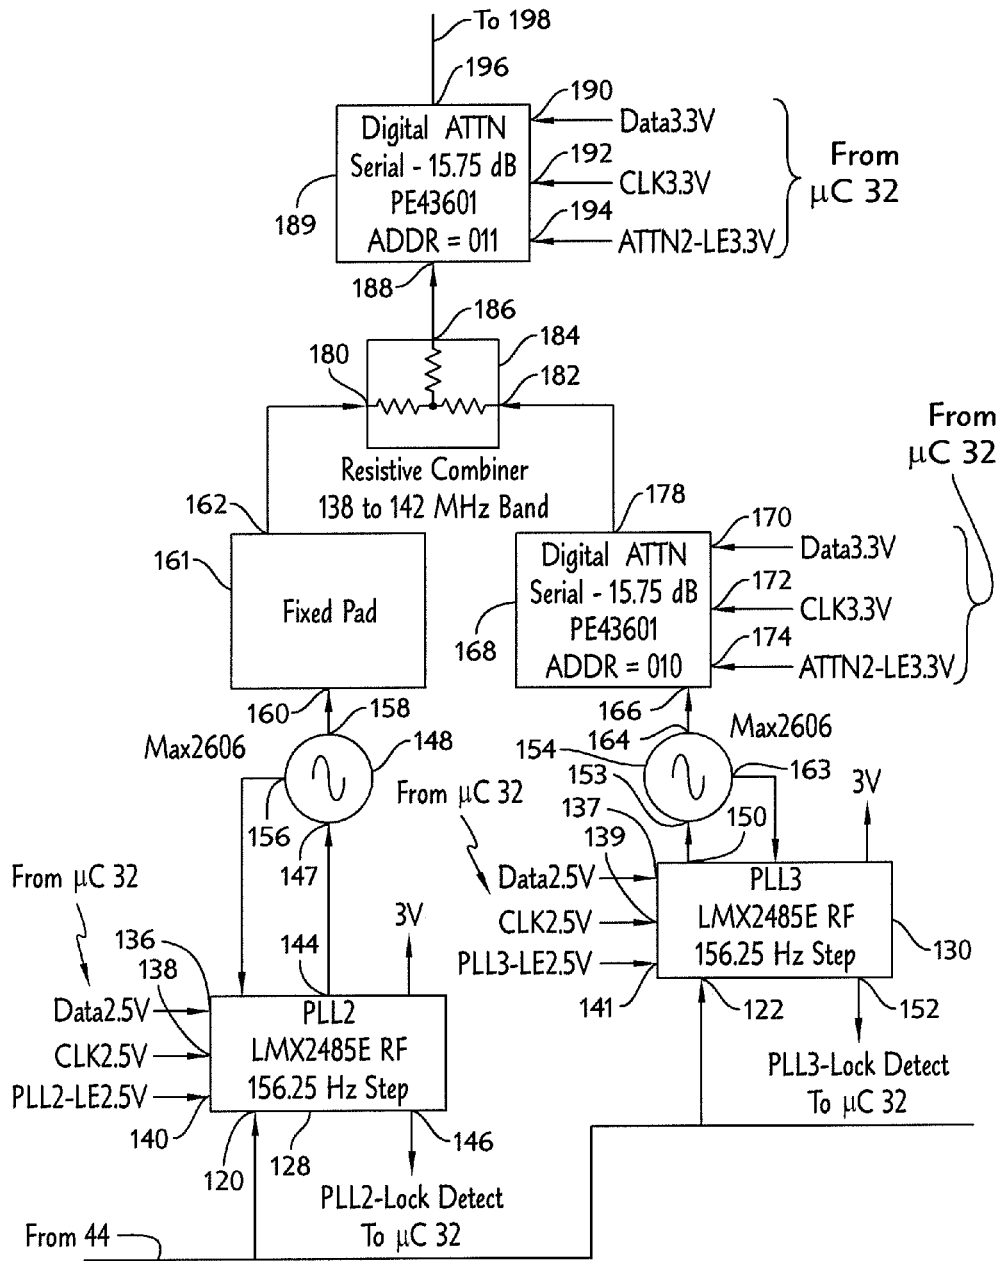 To 198
196
190
Digital ATTN
Serial - 15.75 dB
PE43601
ADDR = 011
Data3.3V
192
CLK3.3V
194
ATTN2-LE3.3V
From
μC 32
189
188
186
184
180
182
Resistive Combiner
138 to 142 MHz Band
From
μC 32
162
178
161
Fixed Pad
170
Digital ATTN
Serial - 15.75 dB
PE43601
ADDR = 010
Data3.3V
172
CLK3.3V
174
ATTN2-LE3.3V
168
160
158
166
164
Max2606
148
Max2606
154
163
153
From μC 32
156
147
137
139
150
3V
From μC 32
Data2.5V
CLK2.5V
PLL3-LE2.5V
PLL3
LMX2485E RF
156.25 Hz Step
130
141
122
152
136
138
144
3V
Data2.5V
CLK2.5V
PLL2-LE2.5V
PLL2
LMX2485E RF
156.25 Hz Step
PLL3-Lock Detect
To μC 32
140
120
128
146
PLL2-Lock Detect
To μC 32
From 44